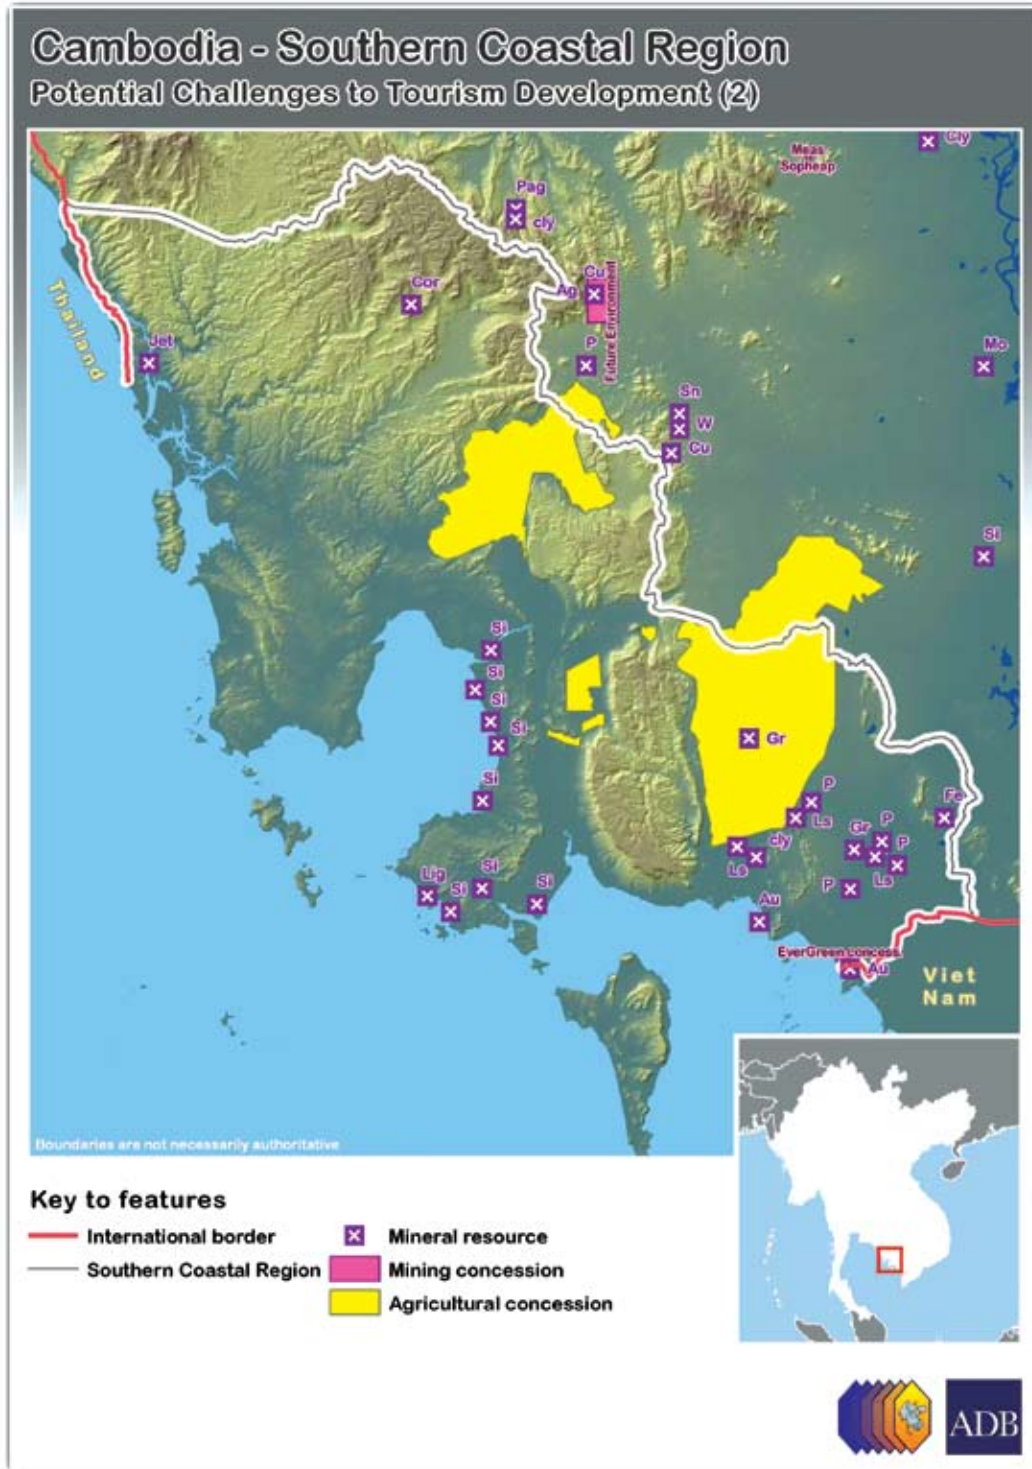 Cambodia - Southern Coastal Region
Potential Challenges to Tourism Development (2)
Cly
Meas
Sopheap
Pag
cly
Cu
Ag
Future Environment
Cor
Thailand
Jet
P
Mo
Sn
W
Cu
Si
Si
Si
Si
Si
Gr
Si
P
Ls
Fe
Gr
P
cly
P
Ls
Ls
Lig
Si
Si
Si
P
Au
EverGreen concess
Au
Viet
Nam
Boundaries are not necessarily authoritative
Key to features
International border
Mineral resource
Southern Coastal Region
Mining concession
Agricultural concession
ADB